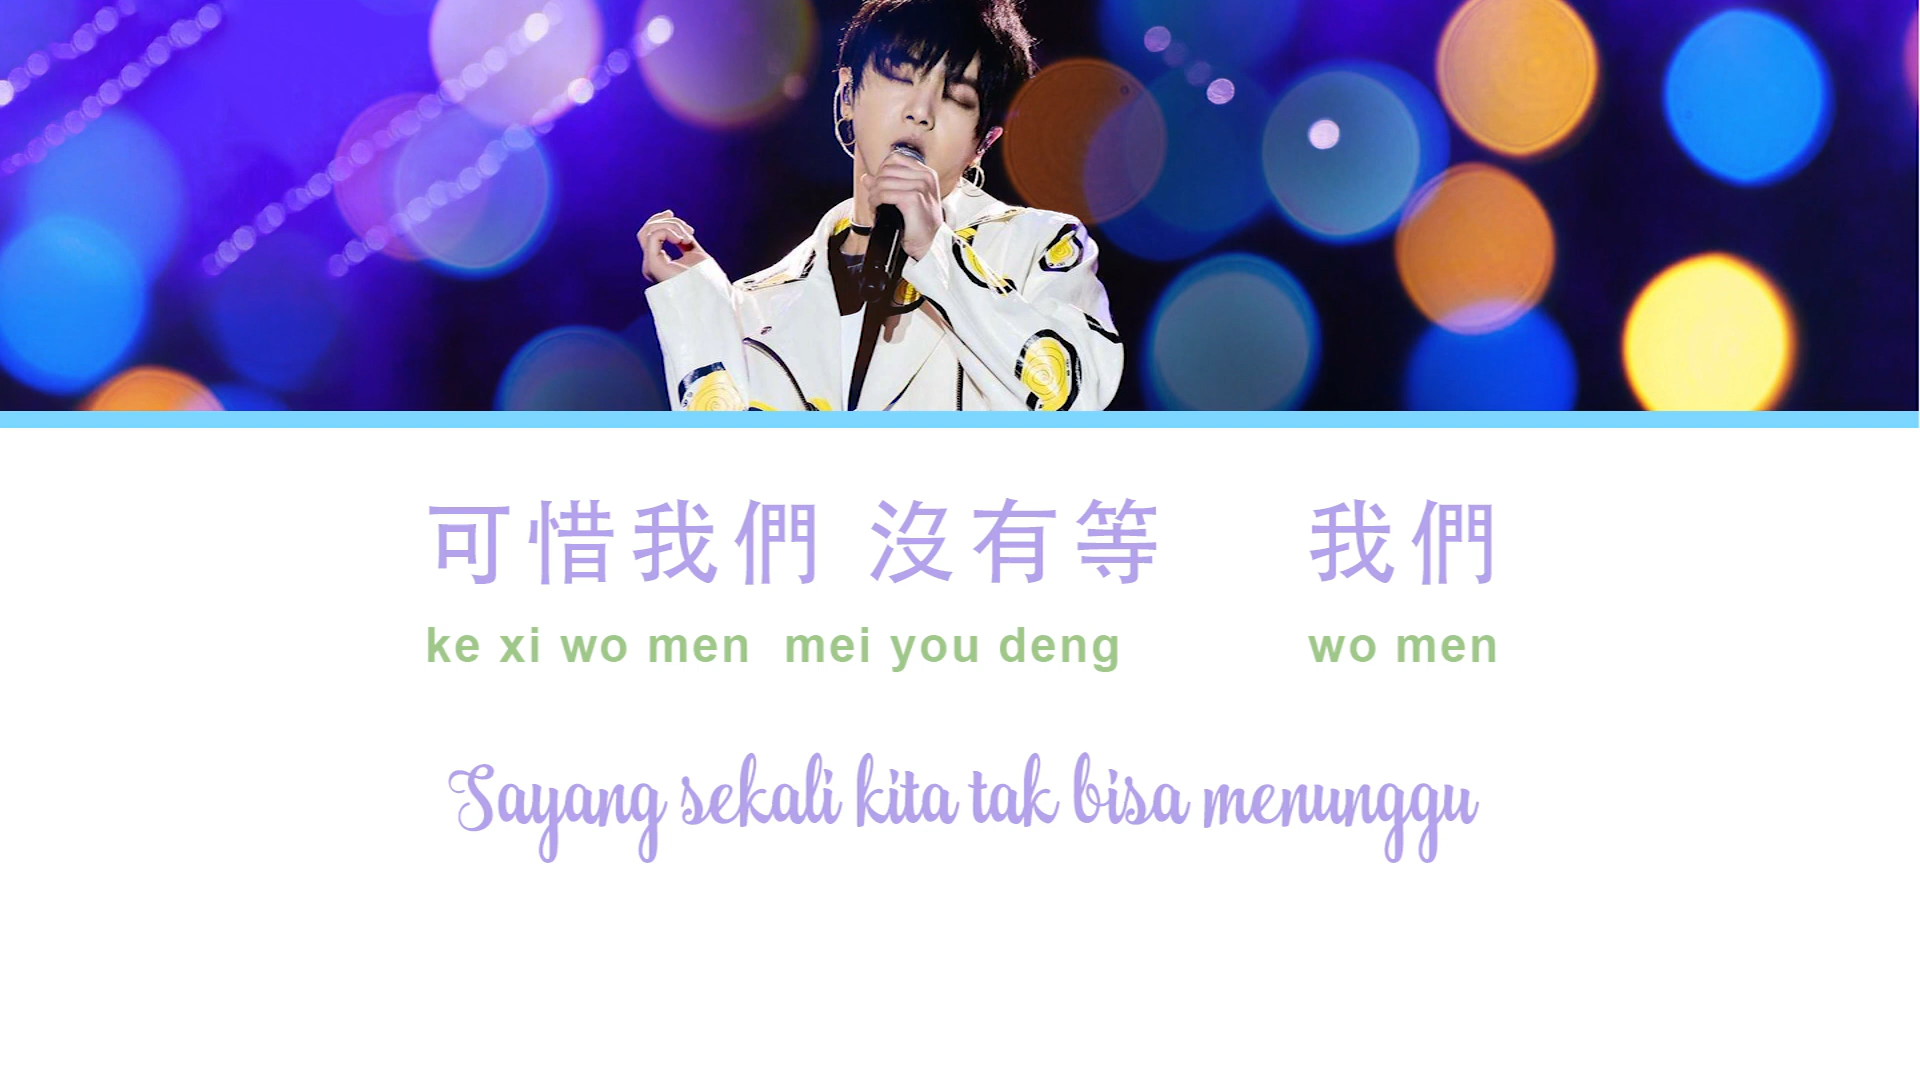 可惜我們 沒有等 我們
ke xi wo men mei you deng wo men
Sayang sekali kita tak bisa menunggu